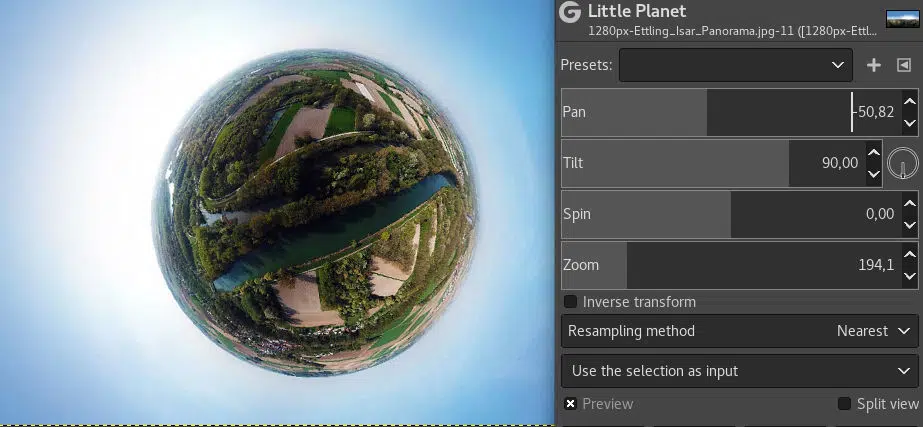 Little Planet
1280px-Ettling_Isar_Panorama.jpg-11 ([1280px-Ettl...
Presets:
Pan -50,82
Tilt 90,00
Spin 0,00
Zoom 194,1
Inverse transform
Resampling method Nearest
Use the selection as input
Preview Split view